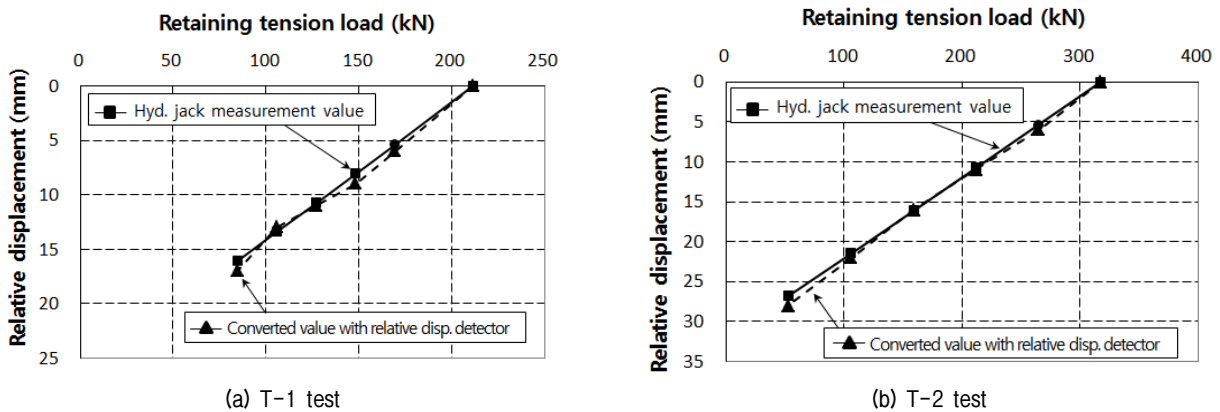 Retaining tension load (kN)
0 50 100 150 200 250
Relative displacement (mm)
0
5
10
15
20
25
Hyd. jack measurement value
Converted value with relative disp. detector
(a) T-1 test
Retaining tension load (kN)
0 100 200 300 400
Relative displacement (mm)
0
5
10
15
20
25
30
35
Hyd. jack measurement value
Converted value with relative disp. detector
(b) T-2 test